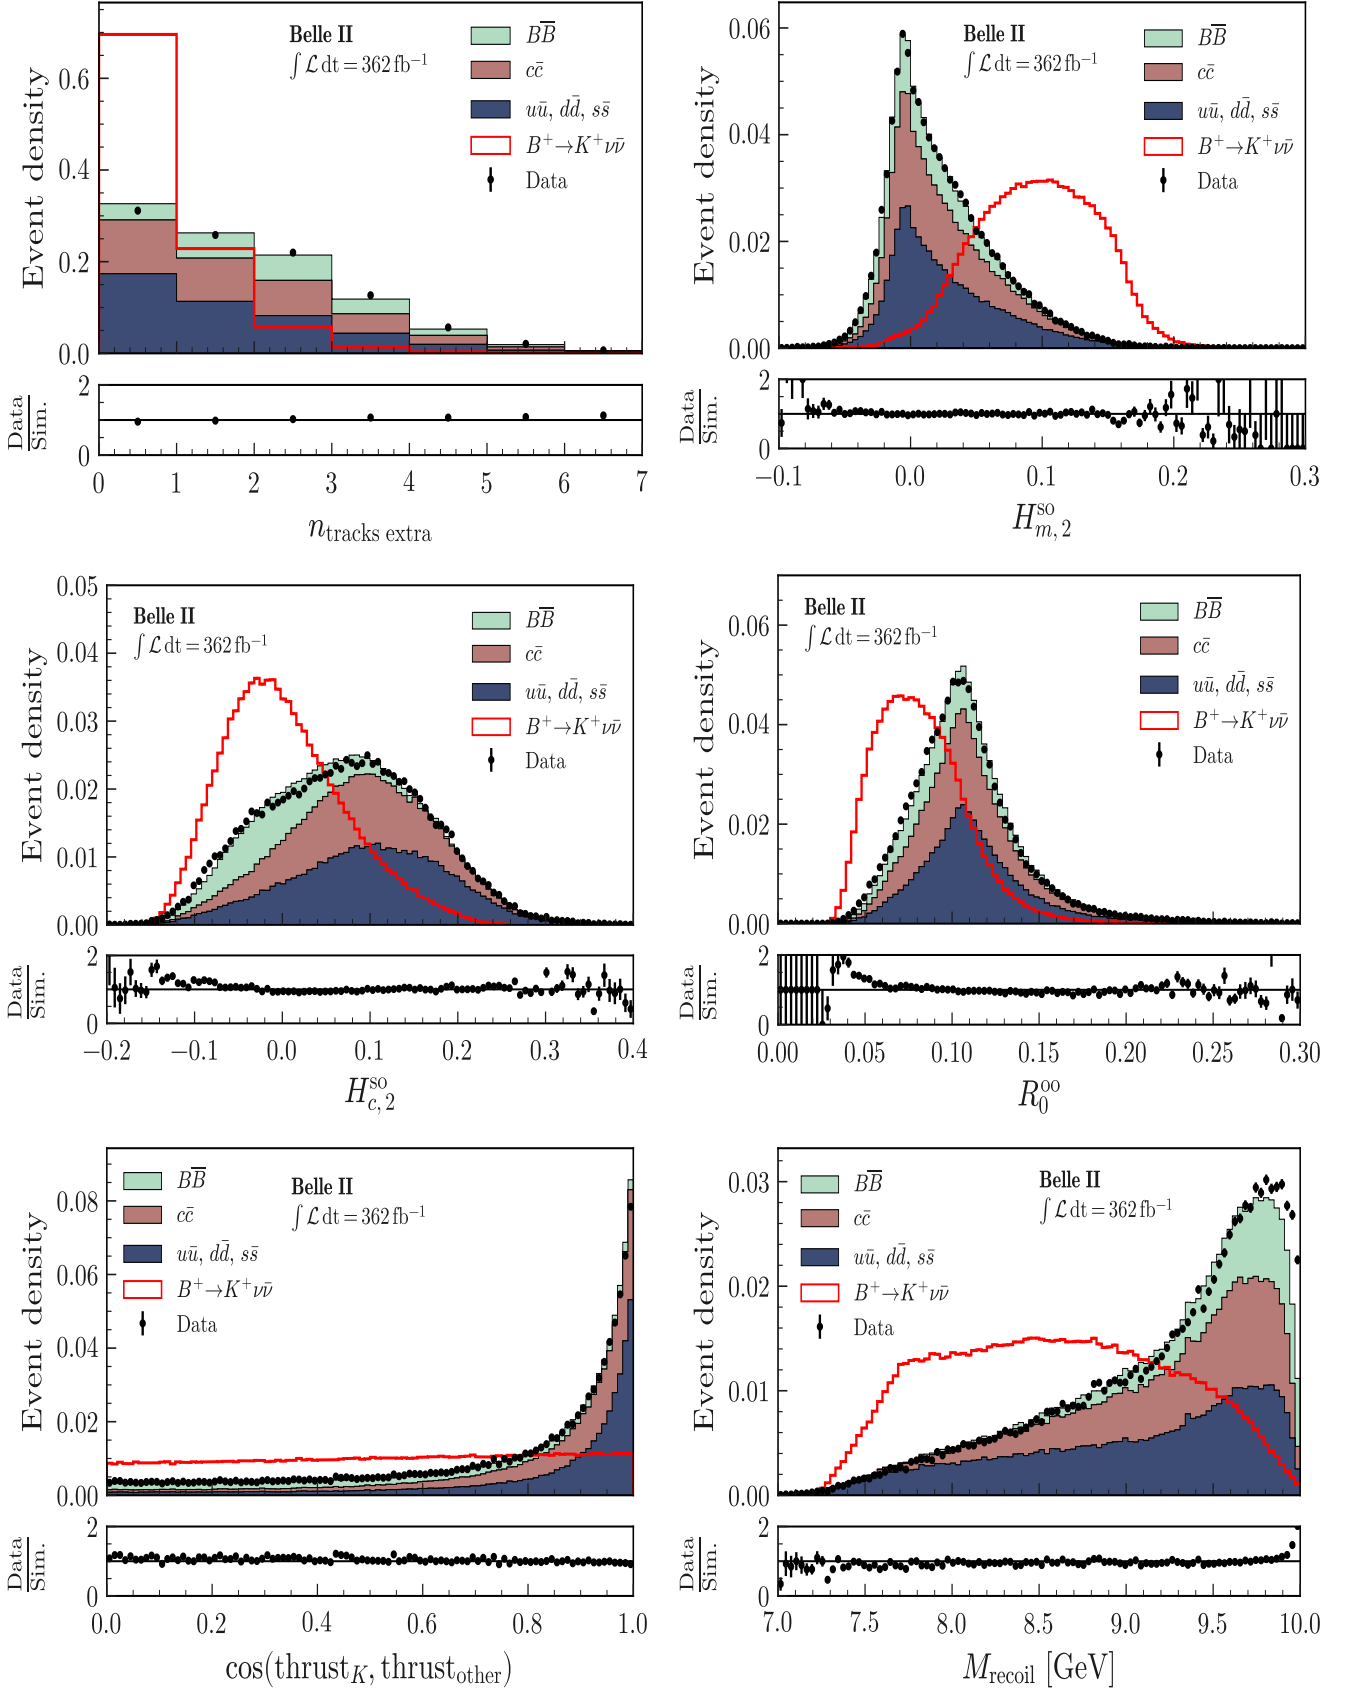 Event density
0.6
0.4
0.2
0.0
Belle II
∫ℒdt = 362 fb⁻¹
BB̅
cc̄
uū, dd̄, ss̄
B⁺→K⁺νν̄
Data
Data
Sim.
2
1
0
0 1 2 3 4 5 6 7
n_tracks extra
Event density
0.06
0.04
0.02
0.00
Belle II
∫ℒdt = 362 fb⁻¹
BB̅
cc̄
uū, dd̄, ss̄
B⁺→K⁺νν̄
Data
Data
Sim.
2
1
0
−0.1 0.0 0.1 0.2 0.3
H^so_m, 2
Event density
0.05
0.04
0.03
0.02
0.01
0.00
Belle II
∫ℒdt = 362 fb⁻¹
BB̅
cc̄
uū, dd̄, ss̄
B⁺→K⁺νν̄
Data
Data
Sim.
2
1
0
−0.2 −0.1 0.0 0.1 0.2 0.3 0.4
H^so_c, 2
Event density
0.06
0.04
0.02
0.00
Belle II
∫ℒdt = 362 fb⁻¹
BB̅
cc̄
uū, dd̄, ss̄
B⁺→K⁺νν̄
Data
Data
Sim.
2
1
0
0.00 0.05 0.10 0.15 0.20 0.25 0.30
R^oo_0
Event density
0.08
0.06
0.04
0.02
0.00
BB̅
cc̄
uū, dd̄, ss̄
B⁺→K⁺νν̄
Data
Belle II
∫ℒdt = 362 fb⁻¹
Data
Sim.
2
1
0
0.0 0.2 0.4 0.6 0.8 1.0
cos(thrust_K, thrust_other)
Event density
0.03
0.02
0.01
0.00
BB̅
cc̄
uū, dd̄, ss̄
B⁺→K⁺νν̄
Data
Belle II
∫ℒdt = 362 fb⁻¹
Data
Sim.
2
1
0
7.0 7.5 8.0 8.5 9.0 9.5 10.0
M_recoil [GeV]